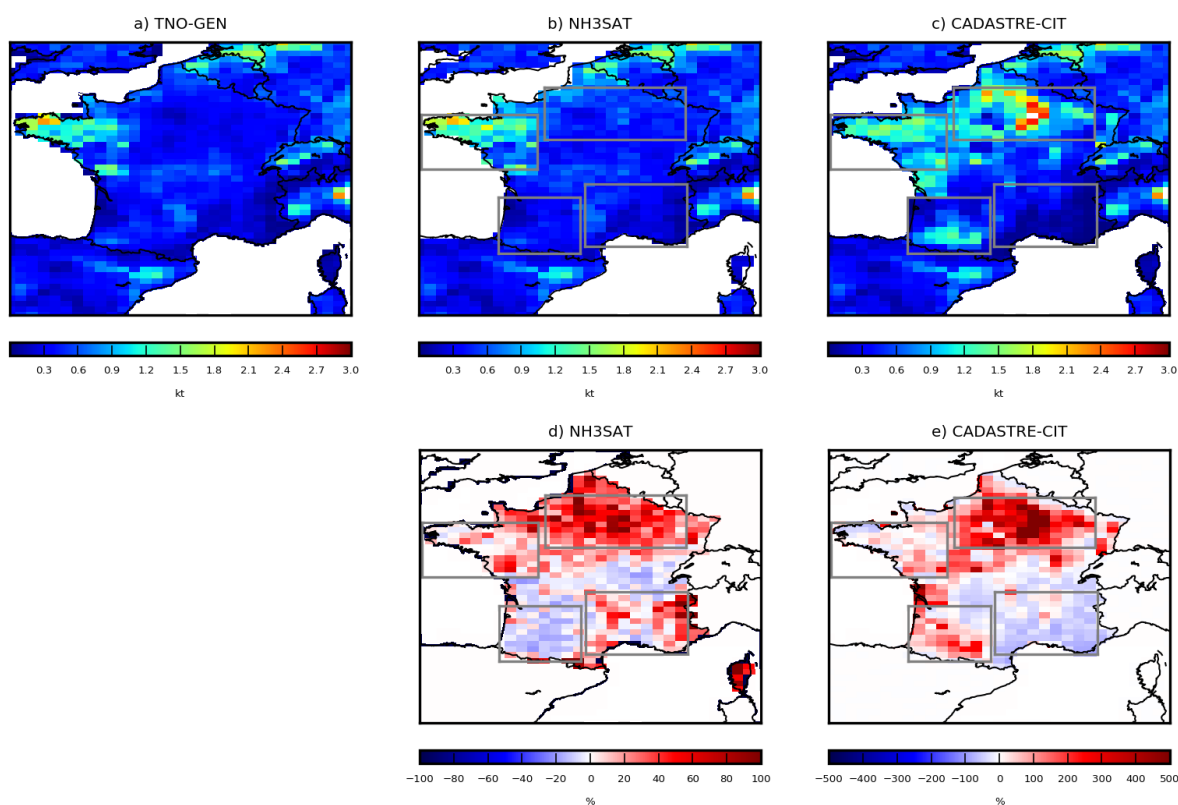 a) TNO-GEN
b) NH3SAT
c) CADASTRE-CIT
0.3 0.6 0.9 1.2 1.5 1.8 2.1 2.4 2.7 3.0
kt
0.3 0.6 0.9 1.2 1.5 1.8 2.1 2.4 2.7 3.0
kt
0.3 0.6 0.9 1.2 1.5 1.8 2.1 2.4 2.7 3.0
kt
d) NH3SAT
e) CADASTRE-CIT
−100 −80 −60 −40 −20 0 20 40 60 80 100
%
−500 −400 −300 −200 −100 0 100 200 300 400 500
%